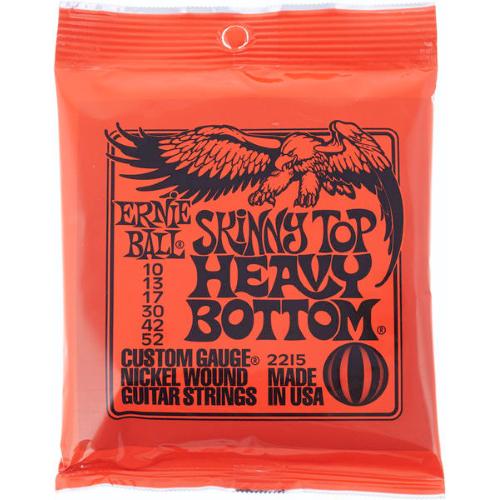 ERNIE
BALL®
SKINNY TOP
HEAVY
BOTTOM®
10
13
17
30
42
52
CUSTOM GAUGE® 2215
NICKEL WOUND MADE
GUITAR STRINGS IN USA